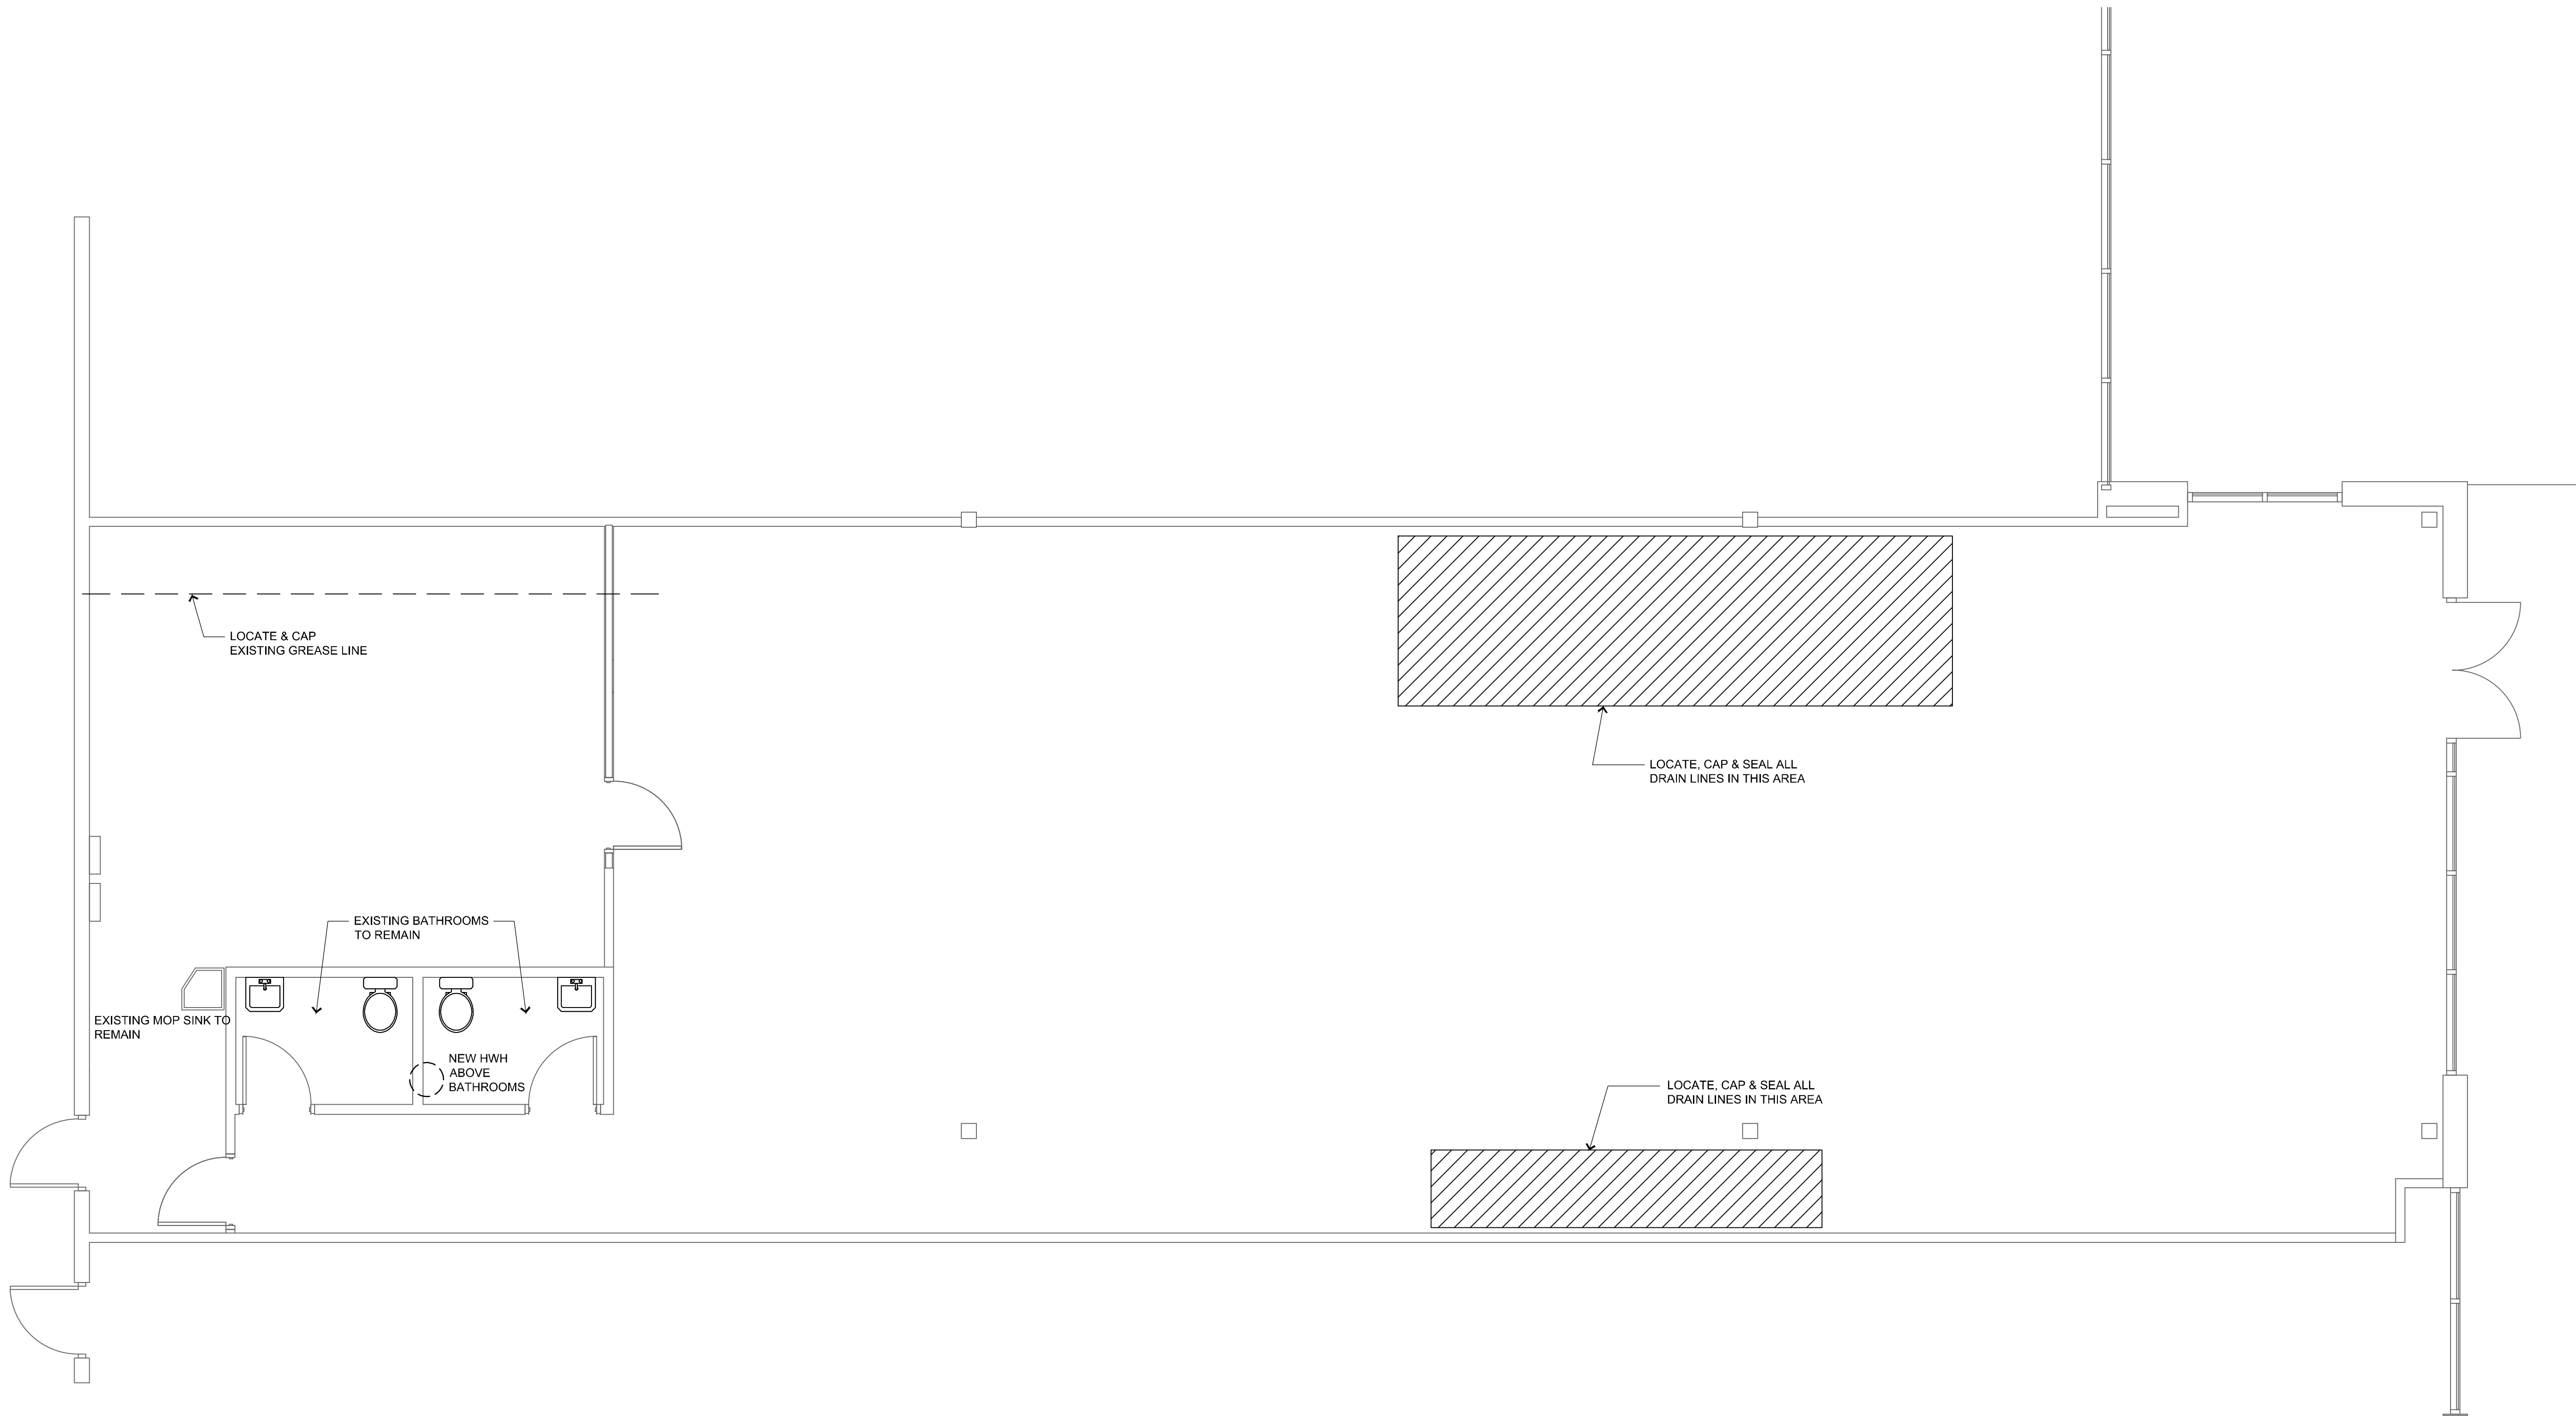 LOCATE & CAP
EXISTING GREASE LINE
LOCATE, CAP & SEAL ALL
DRAIN LINES IN THIS AREA
EXISTING BATHROOMS
TO REMAIN
EXISTING MOP SINK TO
REMAIN
NEW HWH
ABOVE
BATHROOMS
LOCATE, CAP & SEAL ALL
DRAIN LINES IN THIS AREA